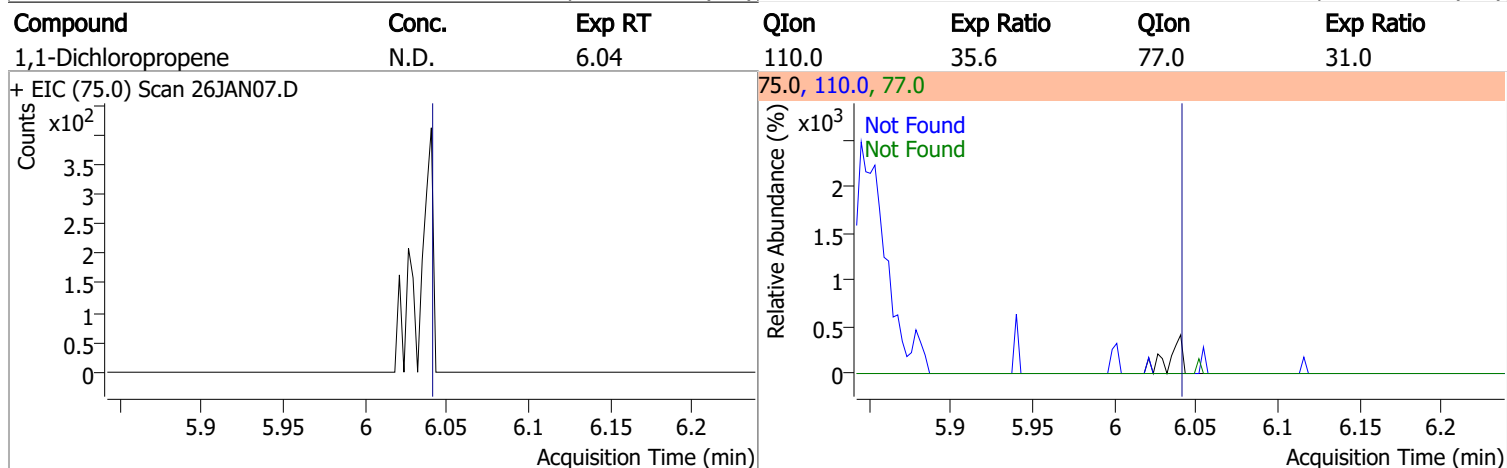 Compound Conc. Exp RT QIon Exp Ratio QIon Exp Ratio
1,1-Dichloropropene N.D. 6.04 110.0 35.6 77.0 31.0
+ EIC (75.0) Scan 26JAN07.D
Counts
x10²
3.5
3
2.5
2
1.5
1
0.5
0
5.9 5.95 6 6.05 6.1 6.15 6.2
Acquisition Time (min)
75.0, 110.0, 77.0
Relative Abundance (%)
x10³
Not Found
Not Found
2
1.5
1
0.5
0
5.9 5.95 6 6.05 6.1 6.15 6.2
Acquisition Time (min)